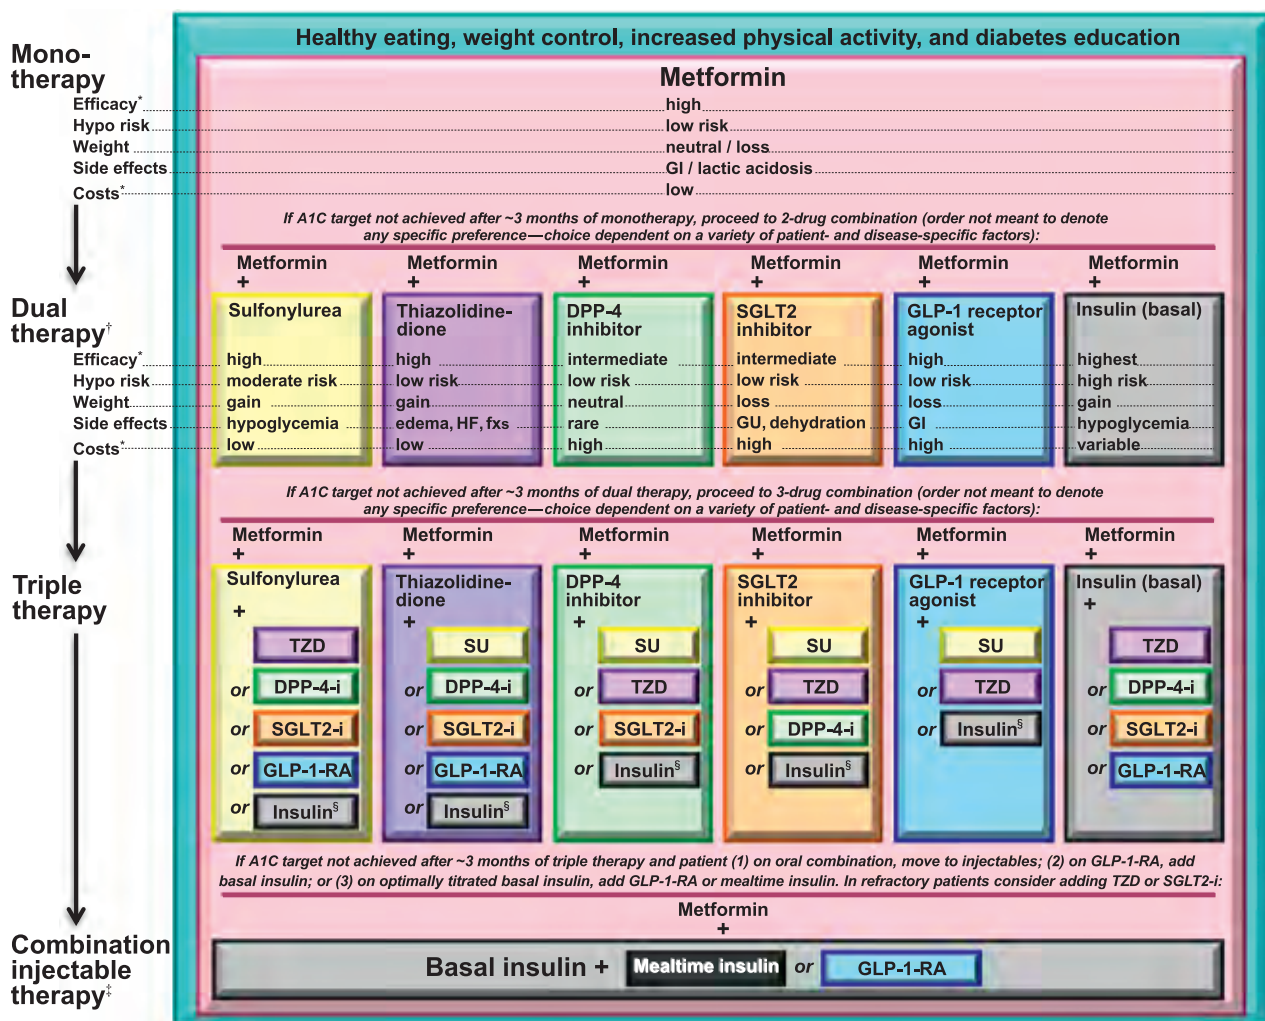 Healthy eating, weight control, increased physical activity, and diabetes education
Mono-
therapy
Metformin
Efficacy* high
Hypo risk low risk
Weight neutral / loss
Side effects GI / lactic acidosis
Costs* low
If A1C target not achieved after ~3 months of monotherapy, proceed to 2-drug combination (order not meant to denote
any specific preference—choice dependent on a variety of patient- and disease-specific factors):
Metformin Metformin Metformin Metformin Metformin Metformin
+ + + + + +
Dual
therapy†
Sulfonylurea
Thiazolidine-
dione
DPP-4
inhibitor
SGLT2
inhibitor
GLP-1 receptor
agonist
Insulin (basal)
Efficacy* high high intermediate intermediate high highest
Hypo risk moderate risk low risk low risk low risk low risk high risk
Weight gain gain neutral loss loss gain
Side effects hypoglycemia edema, HF, fxs rare GU, dehydration GI hypoglycemia
Costs* low low high high high variable
If A1C target not achieved after ~3 months of dual therapy, proceed to 3-drug combination (order not meant to denote
any specific preference—choice dependent on a variety of patient- and disease-specific factors):
Metformin Metformin Metformin Metformin Metformin Metformin
+ + + + + +
Triple
therapy
Sulfonylurea
+
TZD
or DPP-4-i
or SGLT2-i
or GLP-1-RA
or Insulin§
Thiazolidine-
dione
+
SU
or DPP-4-i
or SGLT2-i
or GLP-1-RA
or Insulin§
DPP-4
inhibitor
+
SU
or TZD
or SGLT2-i
or Insulin§
SGLT2
inhibitor
+
SU
or TZD
or DPP-4-i
or Insulin§
GLP-1 receptor
agonist
+
SU
or TZD
or Insulin§
Insulin (basal)
+
TZD
or DPP-4-i
or SGLT2-i
or GLP-1-RA
If A1C target not achieved after ~3 months of triple therapy and patient (1) on oral combination, move to injectables; (2) on GLP-1-RA, add
basal insulin; or (3) on optimally titrated basal insulin, add GLP-1-RA or mealtime insulin. In refractory patients consider adding TZD or SGLT2-i:
Metformin
+
Combination
injectable
therapy‡
Basal insulin + Mealtime insulin or GLP-1-RA